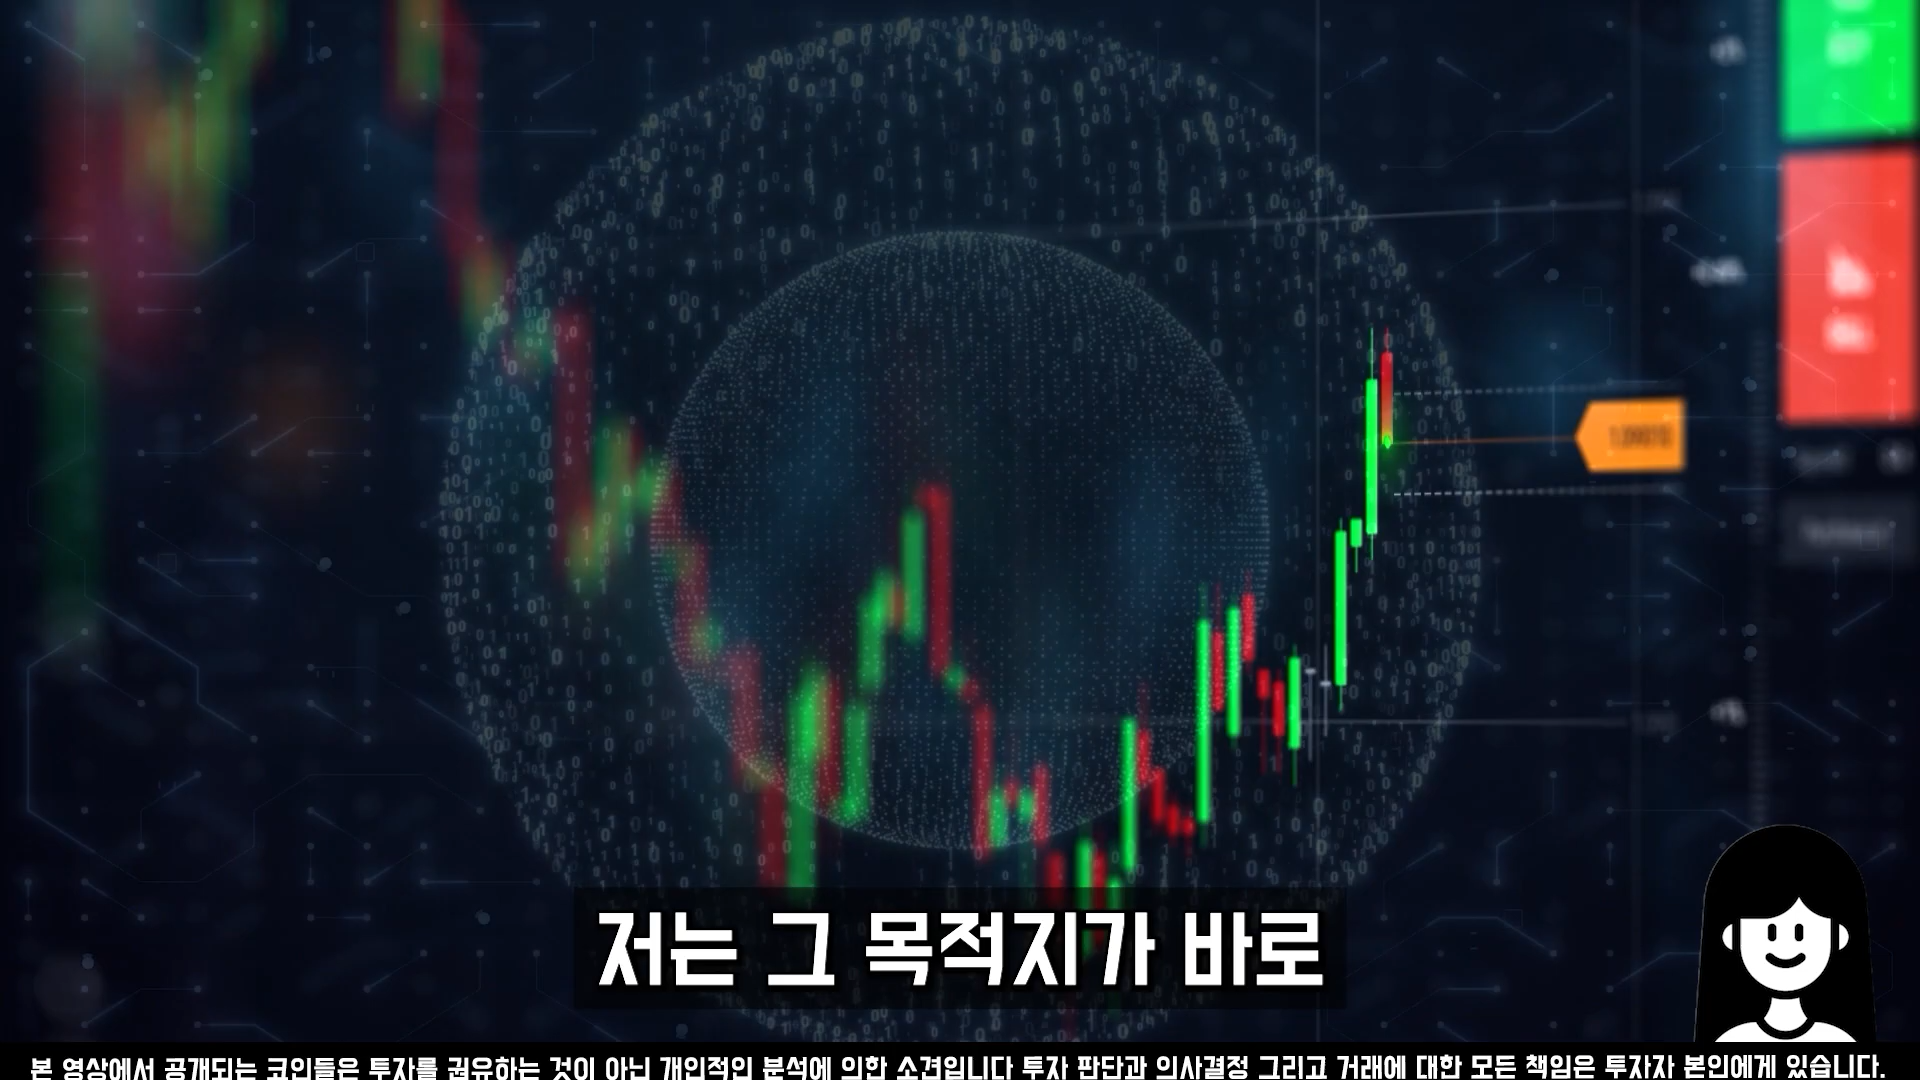 저는 그 목적지가 바로
본 영상에서 공개되는 코인들은 투자를 권유하는 것이 아닌 개인적인 분석에 의한 소견입니다 투자 판단과 의사결정 그리고 거래에 대한 모든 책임은 투자자 본인에게 있습니다.